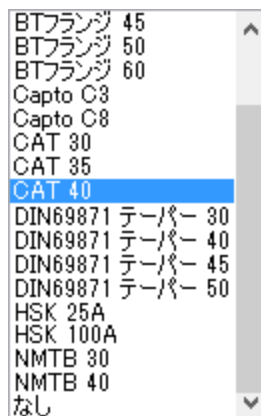 BTフランジ 45
BTフランジ 50
BTフランジ 60
Capto C3
Capto C8
CAT 30
CAT 35
CAT 40
DIN69871 テーパー 30
DIN69871 テーパー 40
DIN69871 テーパー 45
DIN69871 テーパー 50
HSK 25A
HSK 100A
NMTB 30
NMTB 40
なし